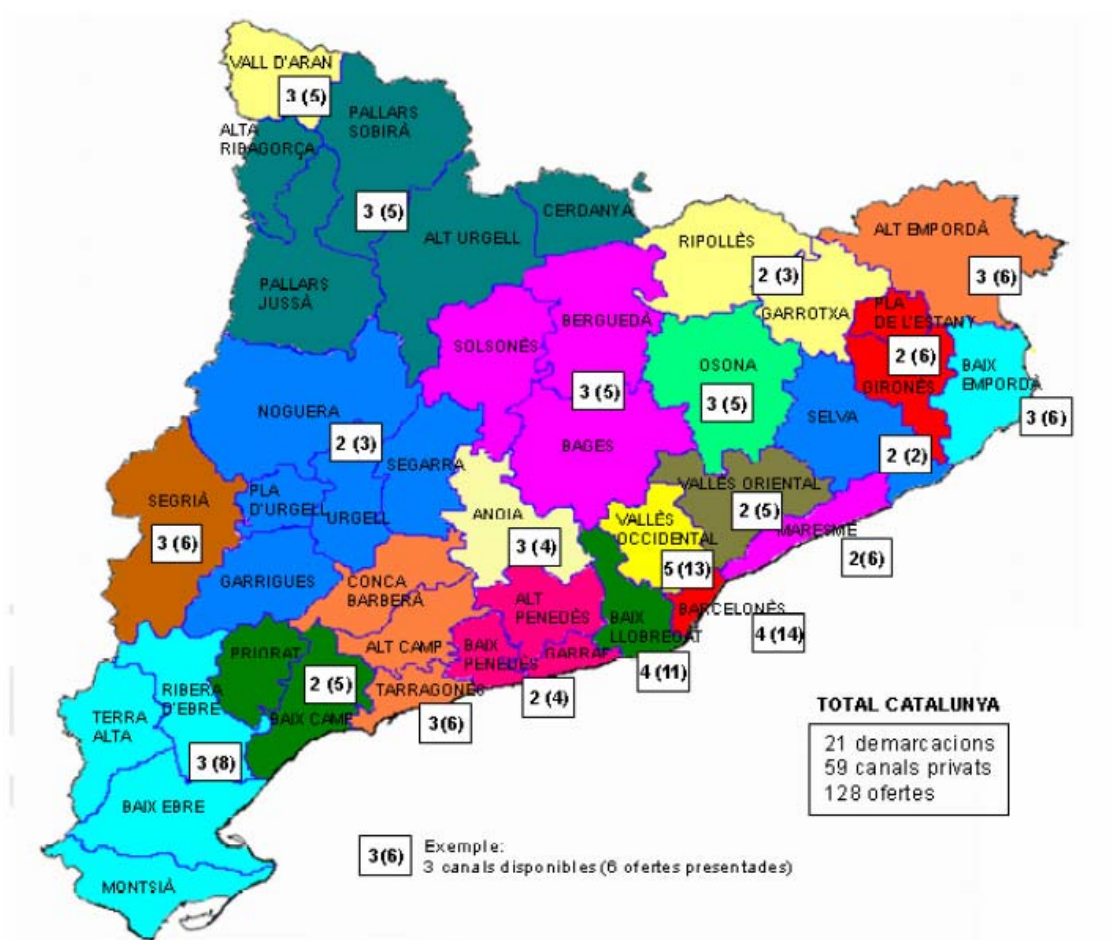 VALL D'ARAN
3 (5)
PALLARS
SOBIRÀ
ALTA
RIBAGORÇA
3 (5)
CERDANYA
ALT URGELL
PALLARS
JUSSÀ
RIPOLLÈS
2 (3)
GARROTXA
ALT EMPORDÀ
3 (6)
PLA
DE L'ESTANY
2 (6)
GIRONÈS
BAIX
EMPORDÀ
3 (6)
BERGUEDÀ
SOLSONÈS
3 (5)
BAGES
OSONA
3 (5)
SELVA
2 (2)
NOGUERA
2 (3)
SEGARRA
PLA
D'URGELL
URGELL
SEGRIÀ
3 (6)
GARRIGUES
ANOIA
3 (4)
VALLÈS
OCCIDENTAL
5 (13)
VALLÈS ORIENTAL
2 (5)
MARESME
2(6)
CONCA
BARBERÀ
ALT
PENEDÈS
BAIX
LLOBREGAT
4 (11)
BARCELONÈS
4 (14)
ALT CAMP
BAIX
PENEDÈS
GARRAF
2 (4)
TARRAGONÈS
3(6)
PRIORAT
2 (5)
BAIX CAMP
RIBERA
D'EBRE
TERRA
ALTA
3 (8)
BAIX EBRE
MONTSIÀ
TOTAL CATALUNYA
21 demarcacions
59 canals privats
128 ofertes
3(6)
Exemple:
3 canals disponibles (6 ofertes presentades)